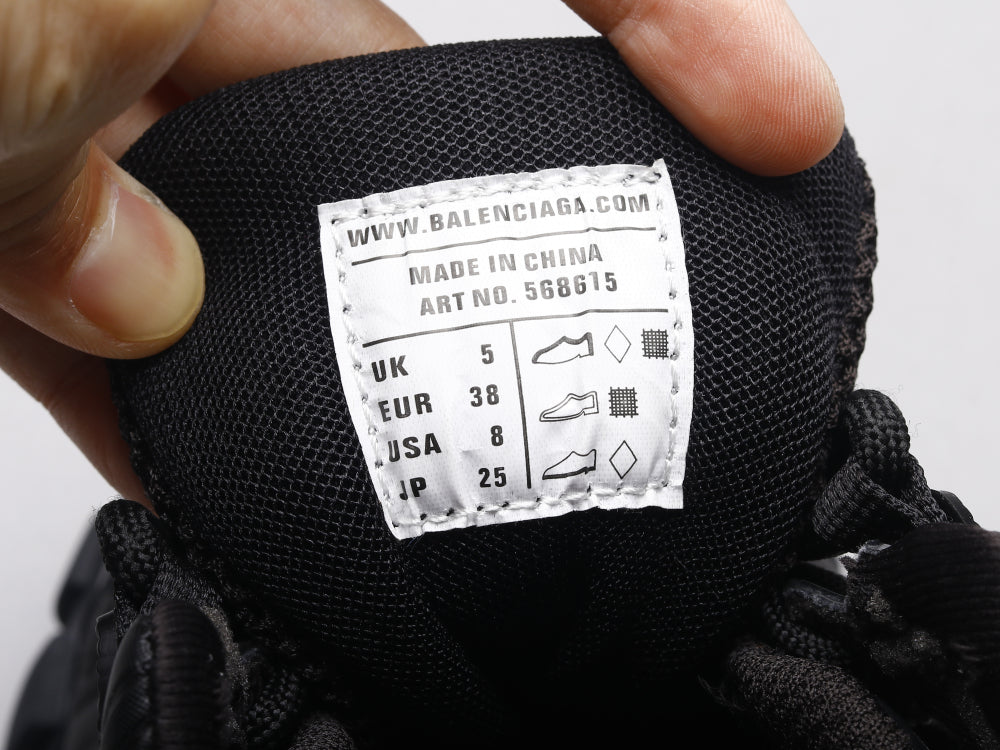 WWW.BALENCIAGA.COM
MADE IN CHINA
ART NO. 568615
UK 5
EUR 38
USA 8
JP 25